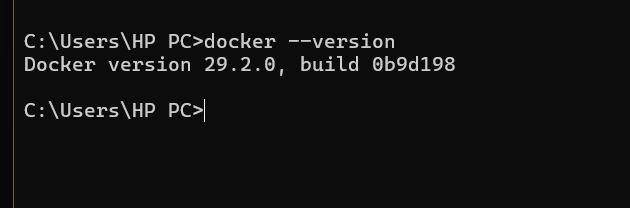 C:\Users\HP PC>docker --version
Docker version 29.2.0, build 0b9d198
C:\Users\HP PC>